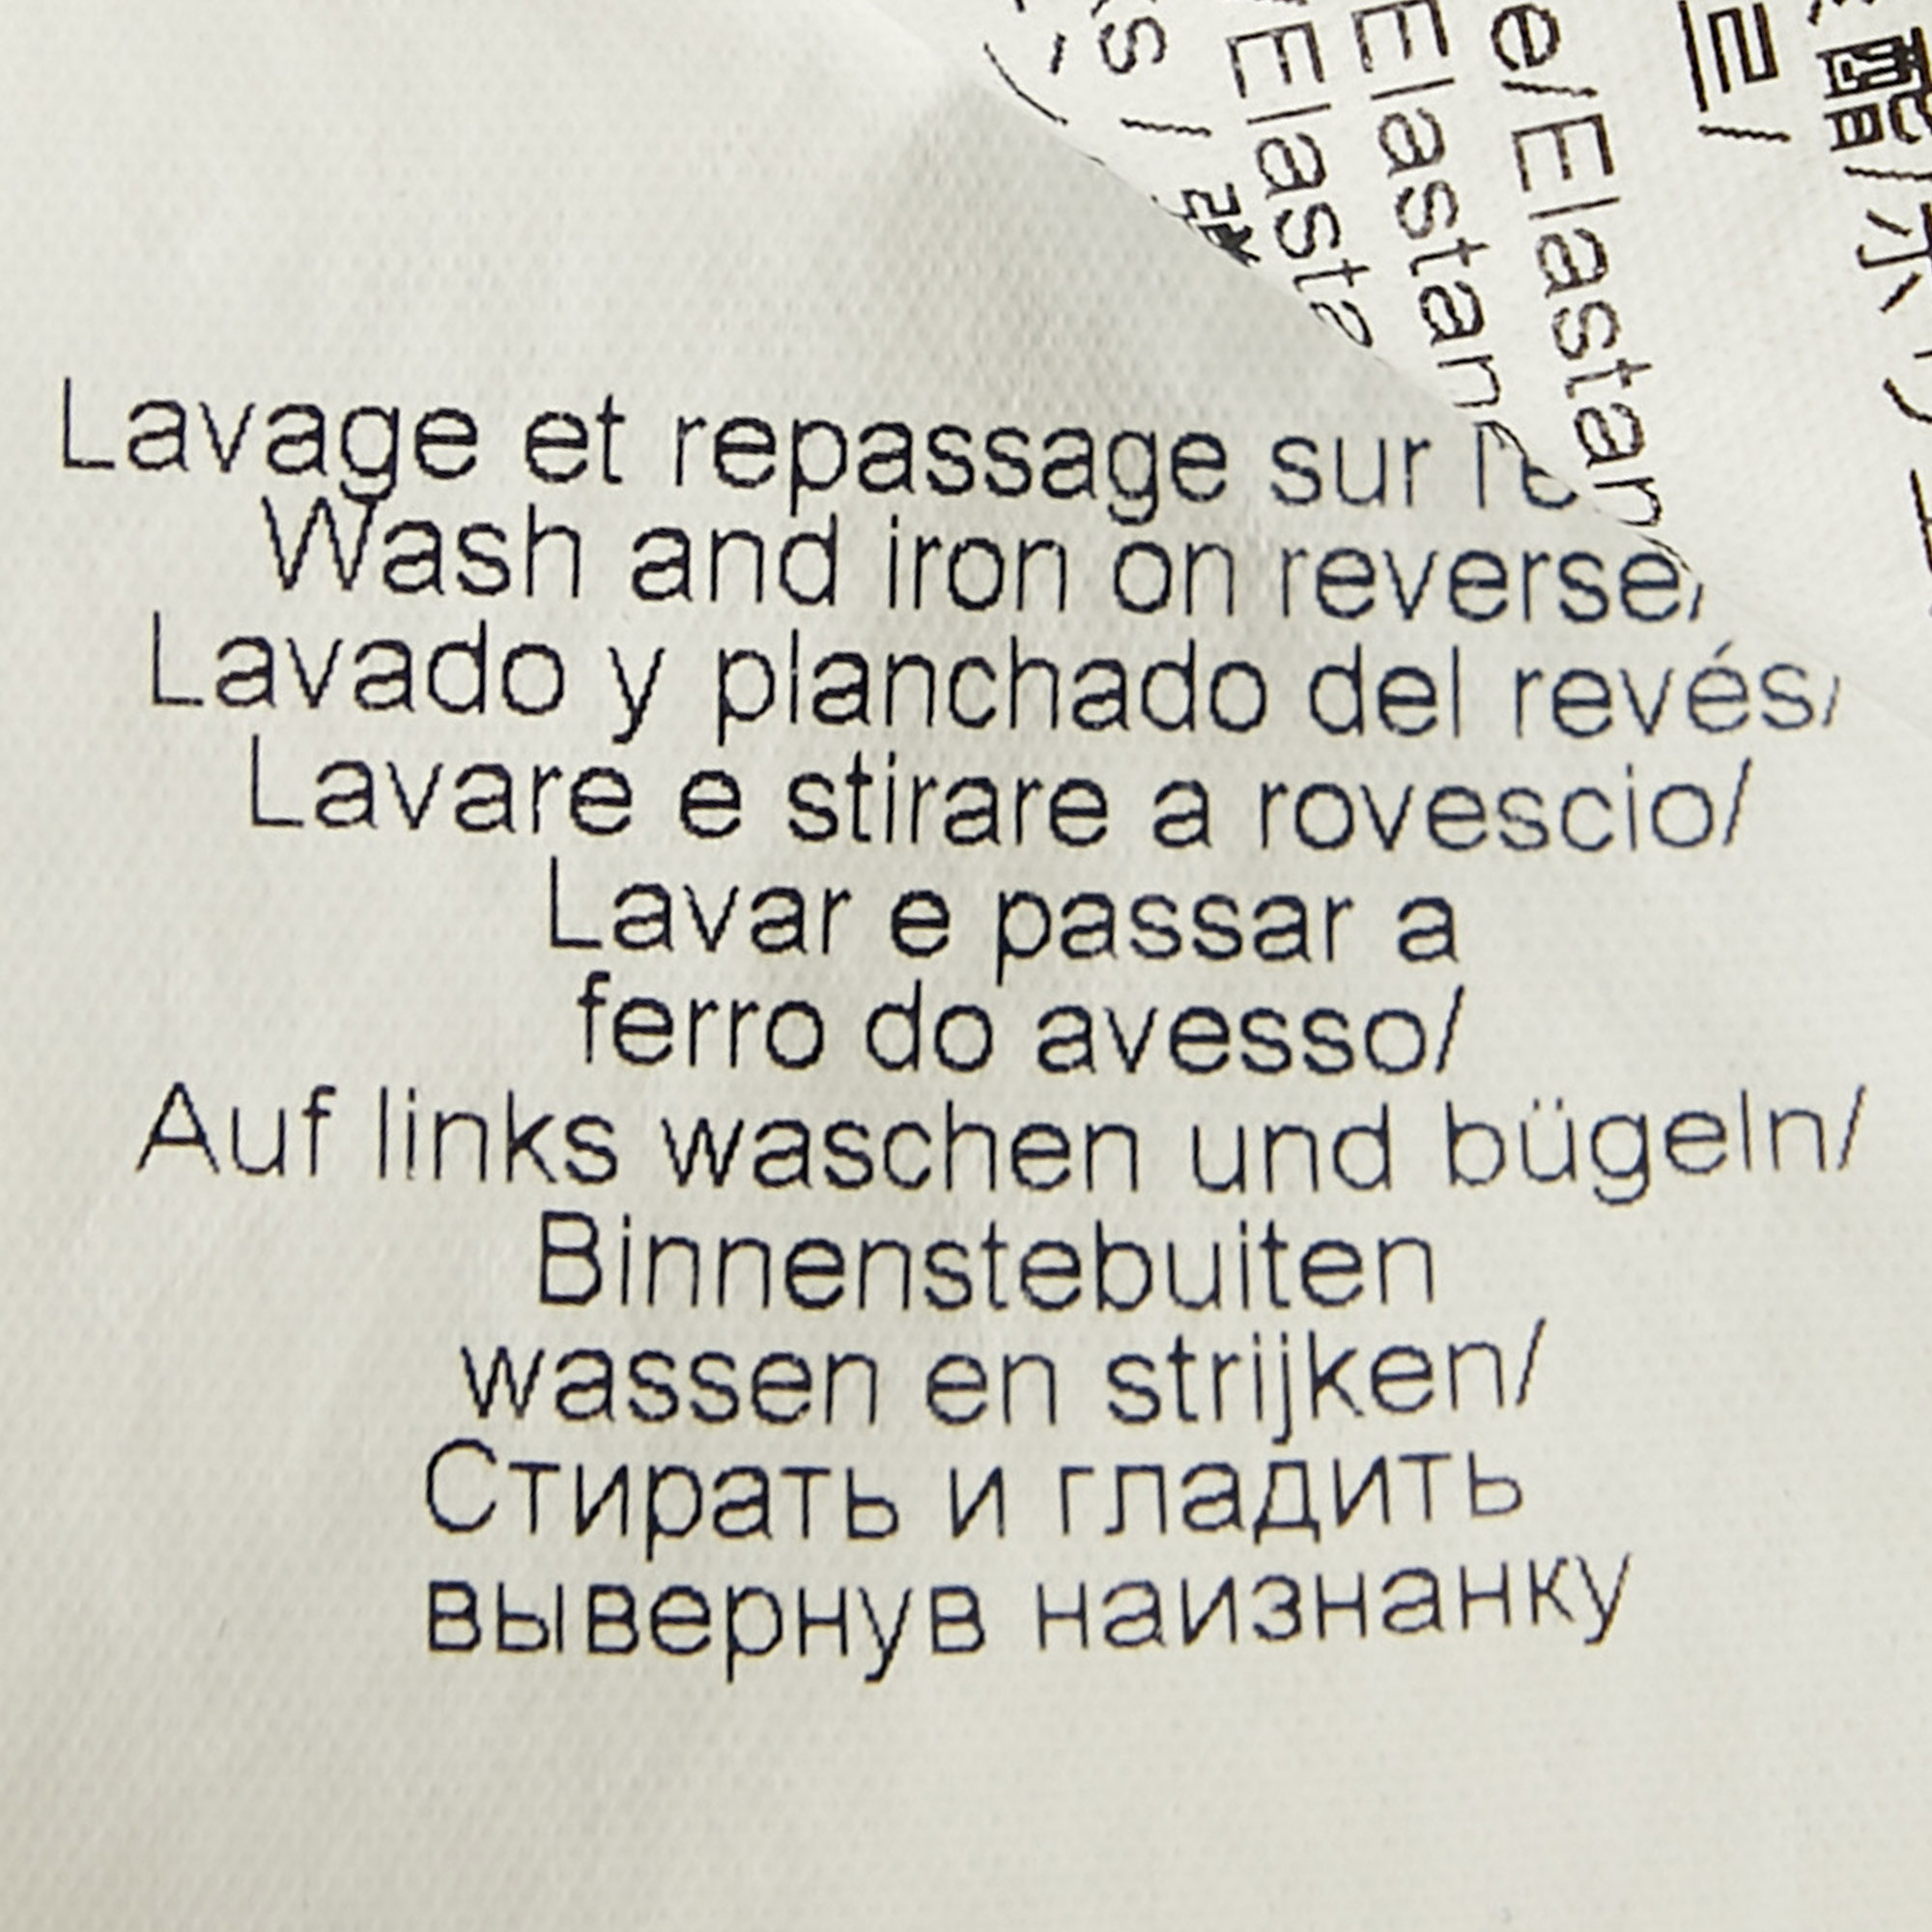 Lavage et repassage sur
Wash and iron on reverse/
Lavado y planchado del revés/
Lavare e stirare a rovescio/
Lavar e passar a
ferro do avesso/
Auf links waschen und bügeln/
Binnenstebuiten
wassen en strijken/
Стирать и гладить
вывернув наизнанку